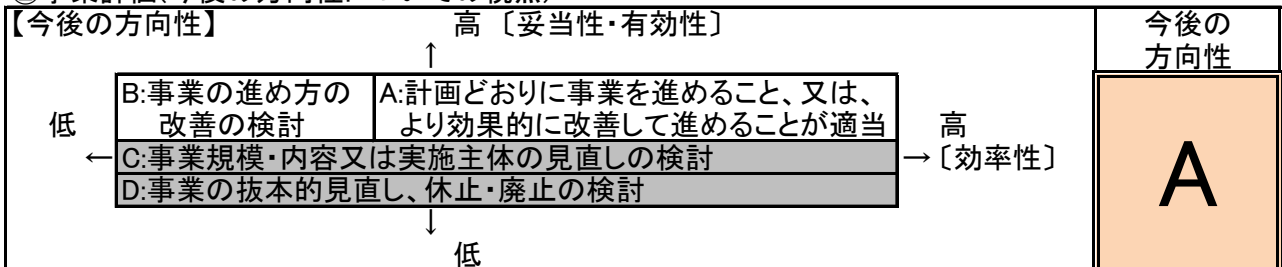 【今後の方向性】 高 〔妥当性・有効性〕
↑
B:事業の進め方の
改善の検討
A:計画どおりに事業を進めること、又は、
より効果的に改善して進めることが適当
低
←
C:事業規模・内容又は実施主体の見直しの検討
D:事業の抜本的見直し、休止・廃止の検討
高
→〔効率性〕
↓
低
今後の
方向性
A